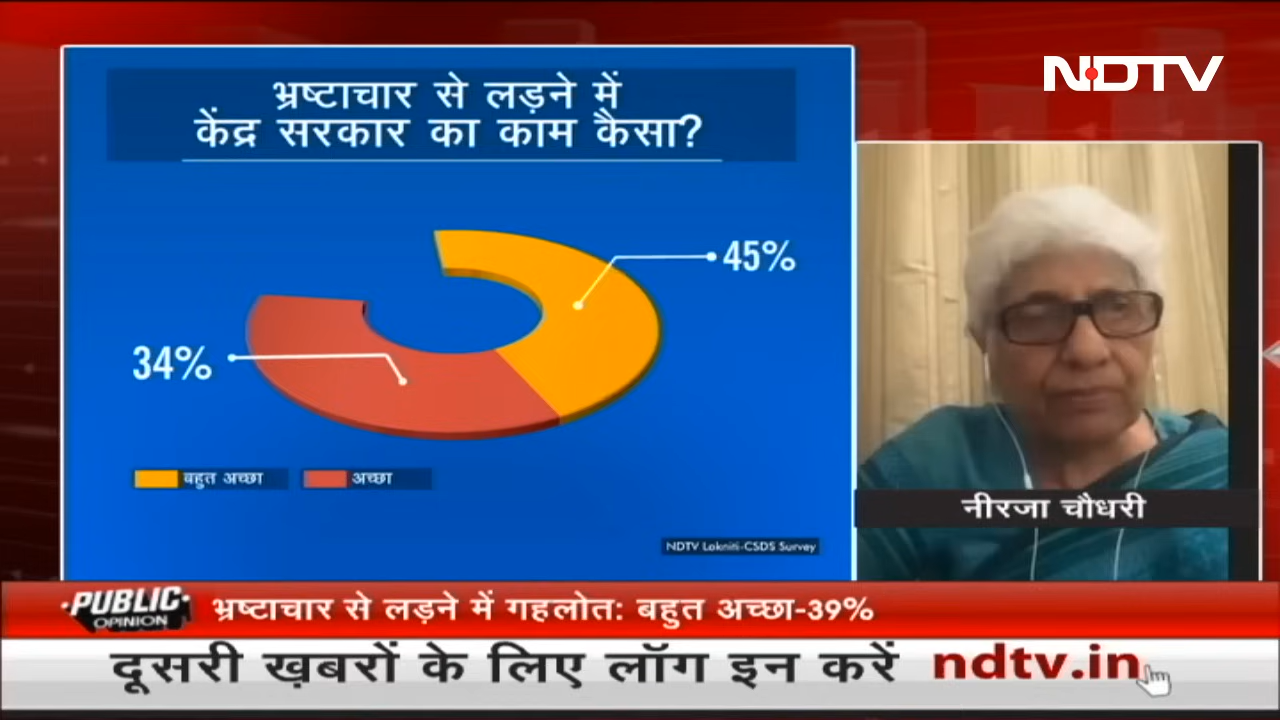 NDTV
भ्रष्टाचार से लड़ने में
केंद्र सरकार का काम कैसा?
45%
34%
बहुत अच्छा
अच्छा
NDTV Lokniti-CSDS Survey
नीरजा चौधरी
PUBLIC
OPINION
भ्रष्टाचार से लड़ने में गहलोत: बहुत अच्छा-39%
दूसरी ख़बरों के लिए लॉग इन करें ndtv.in